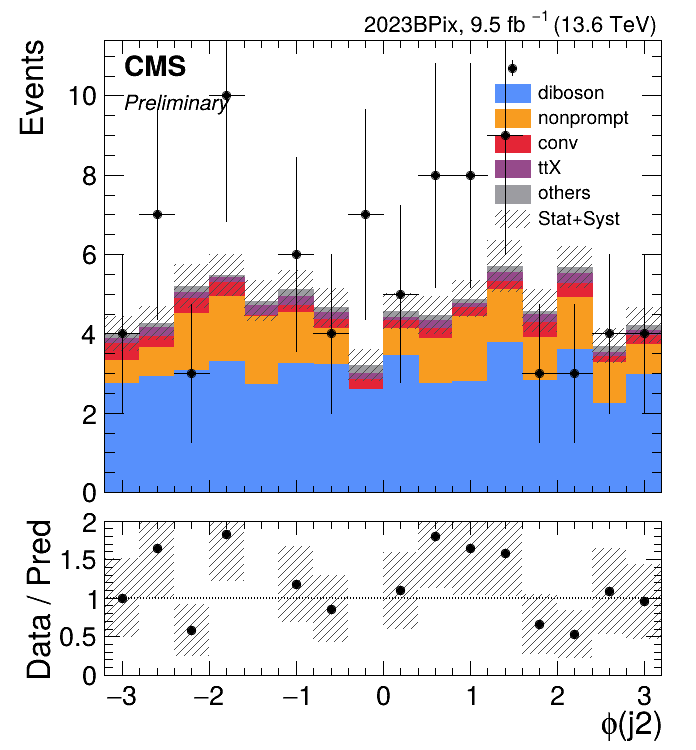 2023BPix, 9.5 fb⁻¹ (13.6 TeV)
Events
CMS
Preliminary
diboson
nonprompt
conv
ttX
others
Stat+Syst
10
8
6
4
2
0
Data / Pred
2
1.5
1
0.5
0
−3 −2 −1 0 1 2 3
ϕ(j2)